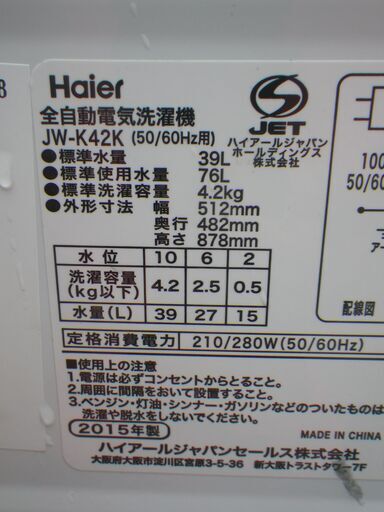 8
Haier
全自動電気洗濯機
JW-K42K (50/60Hz用)
S
JET
ハイアールジャパン
ホールディングス
株式会社
●標準水量 39L
●標準使用水量 76L
●標準洗濯容量 4.2kg
●外形寸法 幅 512mm
奥行 482mm
高さ 878mm
水位 10 6 2
洗濯容量(kg以下) 4.2 2.5 0.5
水量(L) 39 27 15
定格消費電力 210/280W(50/60Hz)
■使用上の注意
1.電源は必ずコンセントからとること。
2.周囲に間隔をおいて設置すること。
3.ベンジン・灯油・シンナー・ガソリンなどのついたものは
洗濯や脱水をしないでください。
2015年製
MADE IN CHINA
ハイアールジャパンセールス株式会社
大阪府大阪市淀川区宮原3-5-36 新大阪トラストタワー7F
100
50/60
アー
配線図